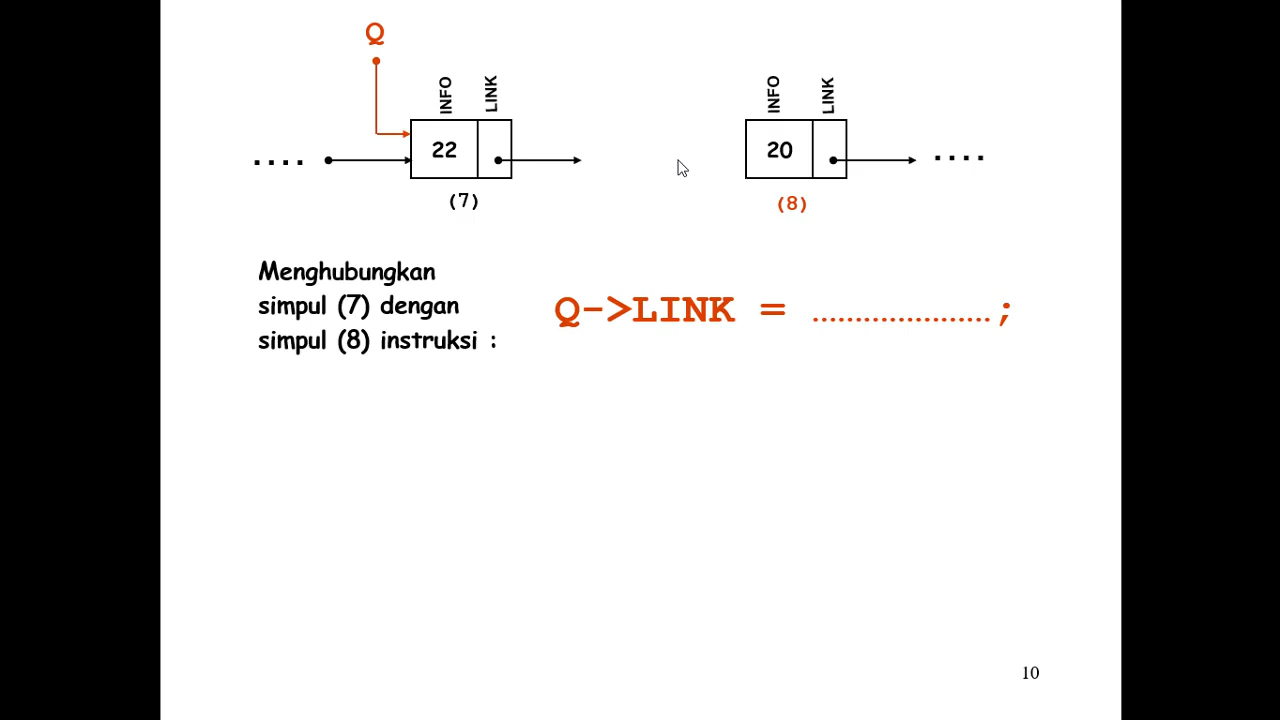 Q
INFO LINK INFO LINK
.... 22 20 ....
(7) (8)
Menghubungkan
simpul (7) dengan
simpul (8) instruksi :
Q->LINK = ..................... ;
10